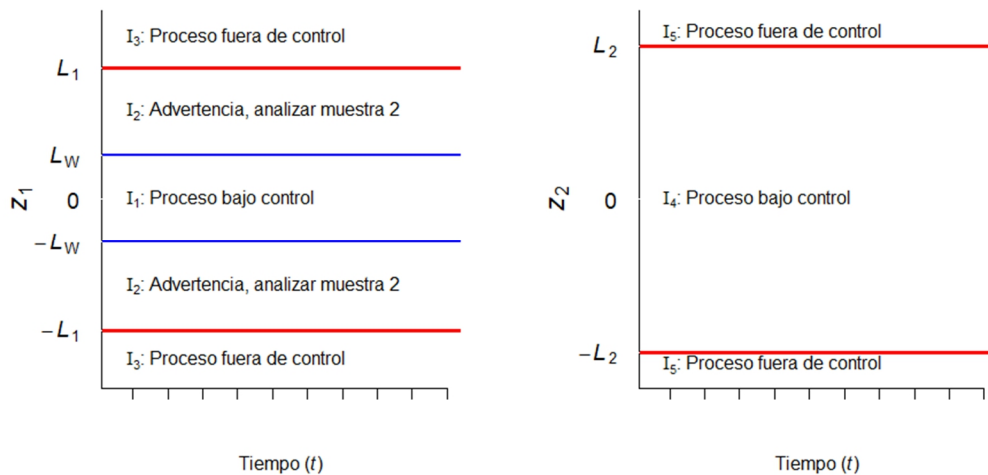 I₃: Proceso fuera de control
L₁
I₂: Advertencia, analizar muestra 2
L_W
z₁
0
I₁: Proceso bajo control
−L_W
I₂: Advertencia, analizar muestra 2
−L₁
I₃: Proceso fuera de control
Tiempo (t)
I₅: Proceso fuera de control
L₂
z₂
0
I₄: Proceso bajo control
−L₂
I₅: Proceso fuera de control
Tiempo (t)